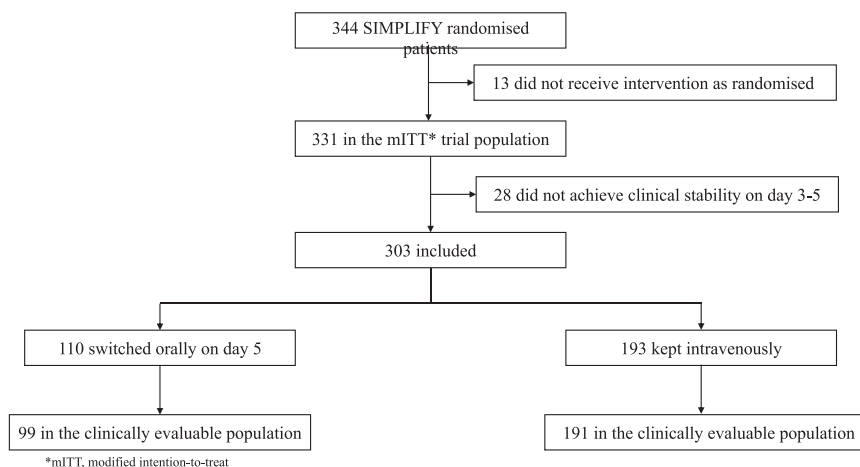 344 SIMPLIFY randomised
patients
13 did not receive intervention as randomised
331 in the mITT* trial population
28 did not achieve clinical stability on day 3-5
303 included
110 switched orally on day 5
193 kept intravenously
99 in the clinically evaluable population
191 in the clinically evaluable population
*mITT, modified intention-to-treat